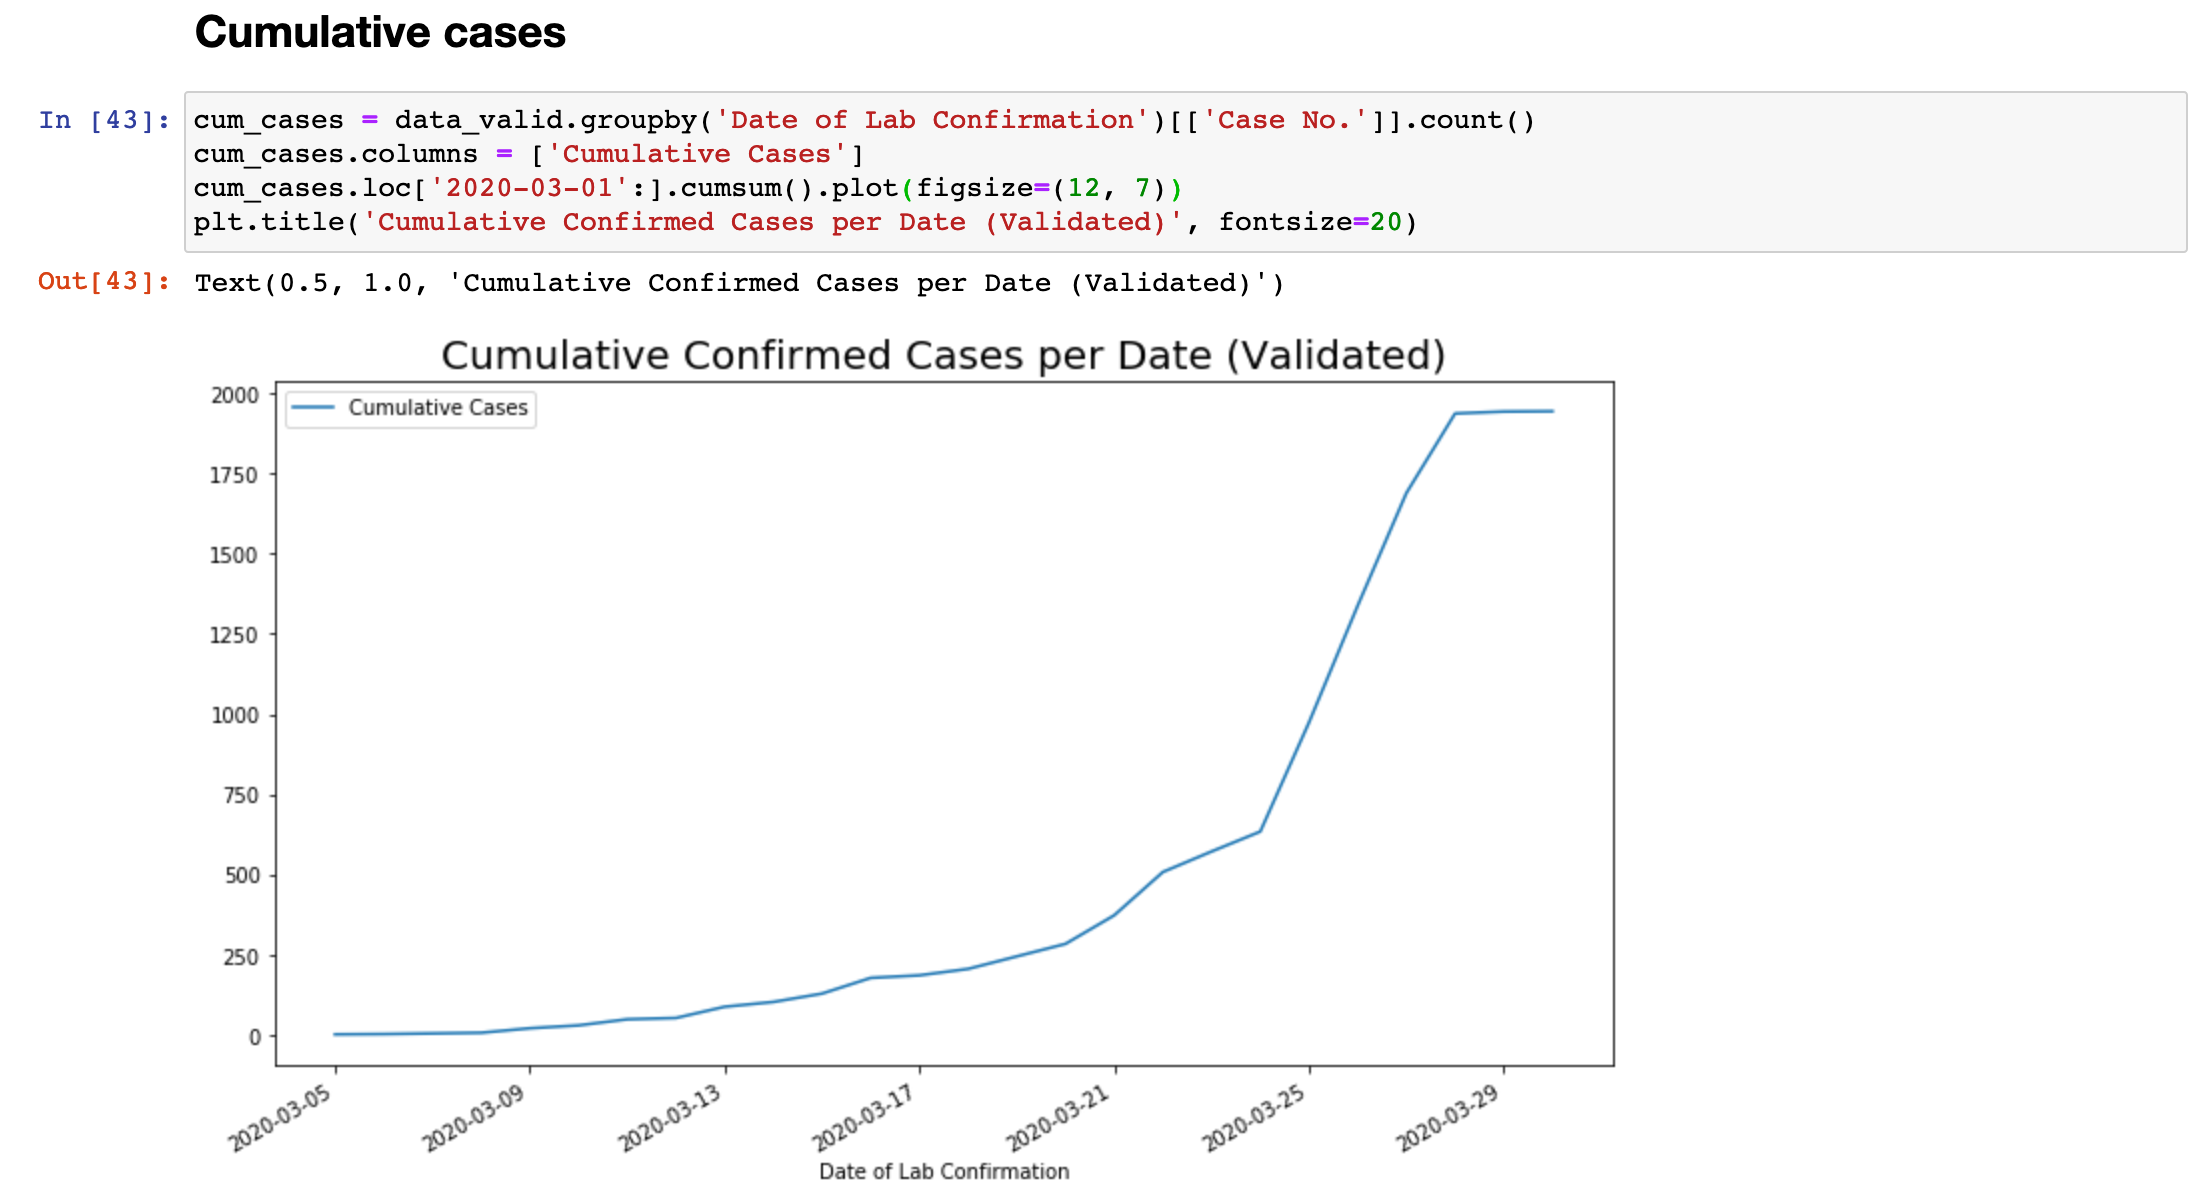 Cumulative cases
In [43]: cum_cases = data_valid.groupby('Date of Lab Confirmation')[['Case No.']].count()
cum_cases.columns = ['Cumulative Cases']
cum_cases.loc['2020-03-01':].cumsum().plot(figsize=(12, 7))
plt.title('Cumulative Confirmed Cases per Date (Validated)', fontsize=20)
Out[43]: Text(0.5, 1.0, 'Cumulative Confirmed Cases per Date (Validated)')
Cumulative Confirmed Cases per Date (Validated)
Cumulative Cases
2000
1750
1500
1250
1000
750
500
250
0
2020-03-05 2020-03-09 2020-03-13 2020-03-17 2020-03-21 2020-03-25 2020-03-29
Date of Lab Confirmation